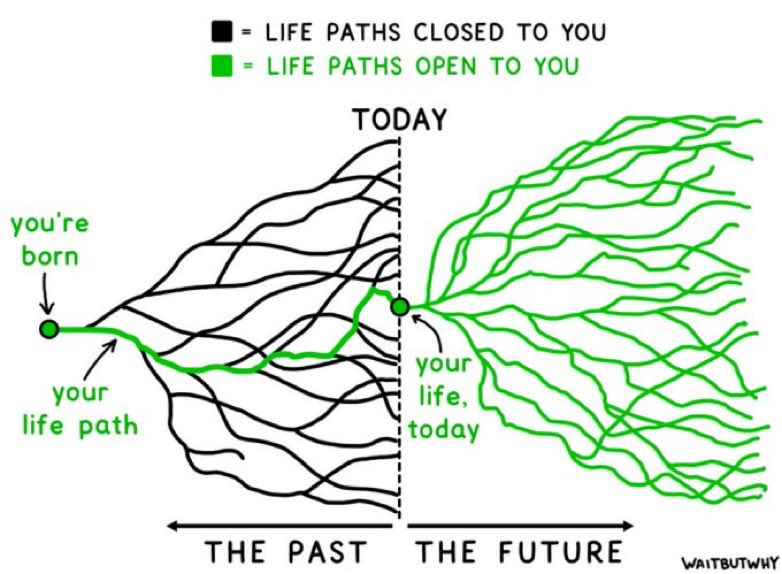 = LIFE PATHS CLOSED TO YOU
= LIFE PATHS OPEN TO YOU
TODAY
you're
born
your
life path
your
life,
today
THE PAST
THE FUTURE
WAITBUTWHY